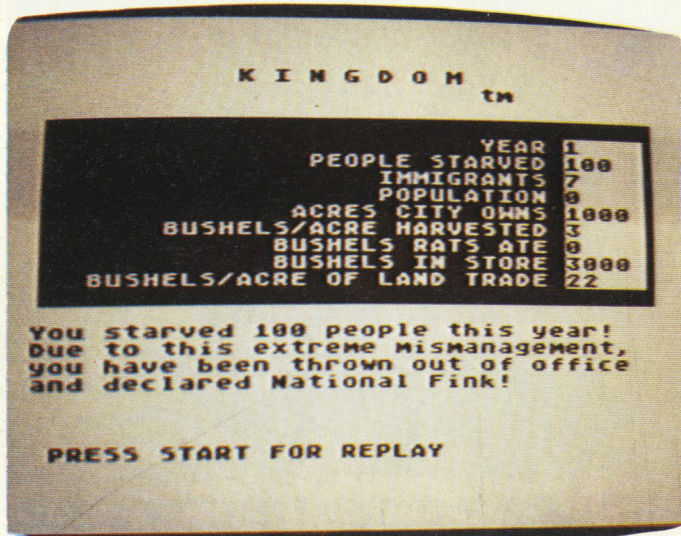 K I N G D O M
tm
YEAR 1
PEOPLE STARVED 100
IMMIGRANTS 7
POPULATION 0
ACRES CITY OWNS 1000
BUSHELS/ACRE HARVESTED 3
BUSHELS RATS ATE 0
BUSHELS IN STORE 3000
BUSHELS/ACRE OF LAND TRADE 22
You starved 100 people this year!
Due to this extreme mismanagement,
you have been thrown out of office
and declared National Fink!
PRESS START FOR REPLAY